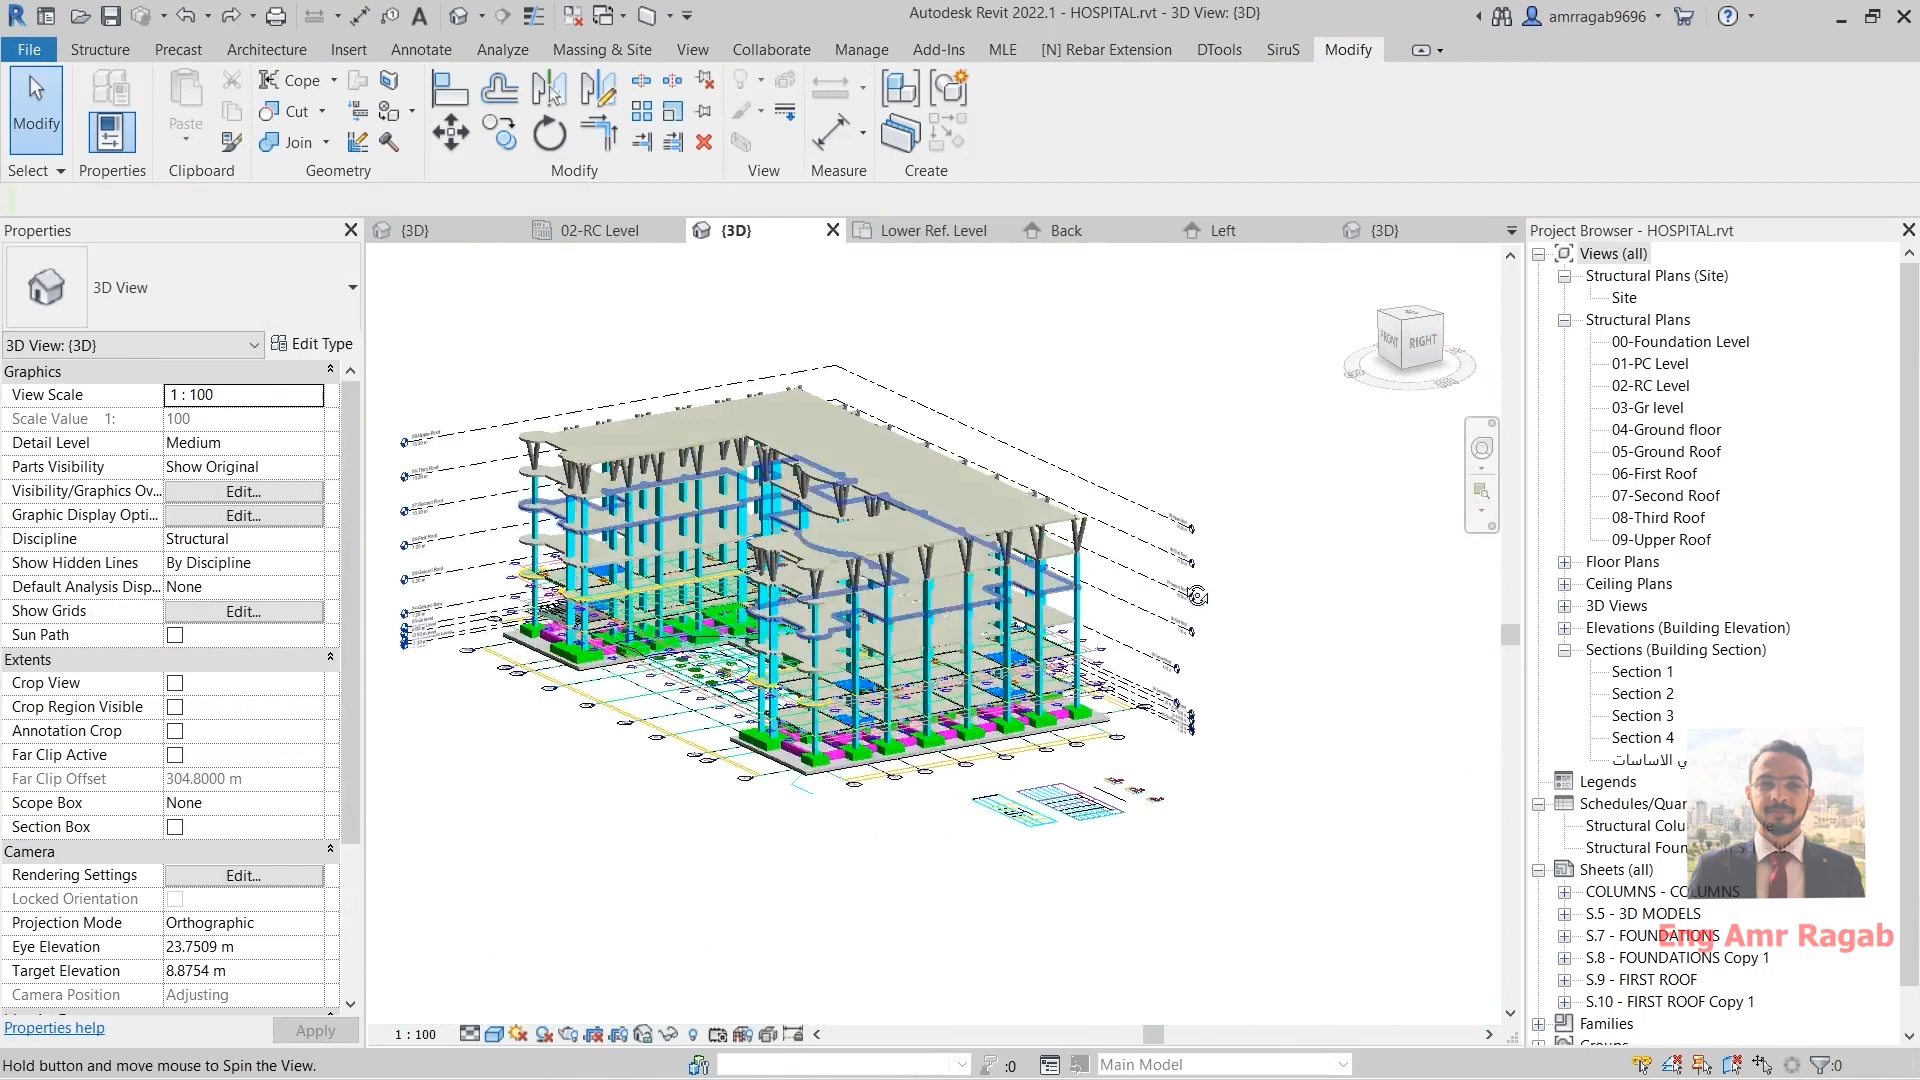 Autodesk Revit 2022.1 - HOSPITAL.rvt - 3D View: {3D}
amrragab9696
File
Structure
Precast
Architecture
Insert
Annotate
Analyze
Massing & Site
View
Collaborate
Manage
Add-Ins
MLE
[N] Rebar Extension
DTools
SiruS
Modify
Modify
Paste
Cope
Cut
Join
Select
Properties
Clipboard
Geometry
Modify
View
Measure
Create
Properties
3D View
3D View: {3D}
Edit Type
Graphics
View Scale 1 : 100
Scale Value 1: 100
Detail Level Medium
Parts Visibility Show Original
Visibility/Graphics Ov... Edit...
Graphic Display Opti... Edit...
Discipline Structural
Show Hidden Lines By Discipline
Default Analysis Disp... None
Show Grids Edit...
Sun Path
Extents
Crop View
Crop Region Visible
Annotation Crop
Far Clip Active
Far Clip Offset 304.8000 m
Scope Box None
Section Box
Camera
Rendering Settings Edit...
Locked Orientation
Projection Mode Orthographic
Eye Elevation 23.7509 m
Target Elevation 8.8754 m
Camera Position Adjusting
Properties help
Apply
{3D}
02-RC Level
{3D}
Lower Ref. Level
Back
Left
{3D}
FRONT
RIGHT
1 : 100
Project Browser - HOSPITAL.rvt
Views (all)
Structural Plans (Site)
Site
Structural Plans
00-Foundation Level
01-PC Level
02-RC Level
03-Gr level
04-Ground floor
05-Ground Roof
06-First Roof
07-Second Roof
08-Third Roof
09-Upper Roof
Floor Plans
Ceiling Plans
3D Views
Elevations (Building Elevation)
Sections (Building Section)
Section 1
Section 2
Section 3
Section 4
في الاساسات
Legends
Schedules/Quan
Structural Colu
Structural Foun
Sheets (all)
COLUMNS - COLUMNS
S.5 - 3D MODELS
S.7 - FOUNDATIONS
Eng Amr Ragab
S.8 - FOUNDATIONS Copy 1
S.9 - FIRST ROOF
S.10 - FIRST ROOF Copy 1
Families
Groups
Hold button and move mouse to Spin the View.
:0
Main Model
:0